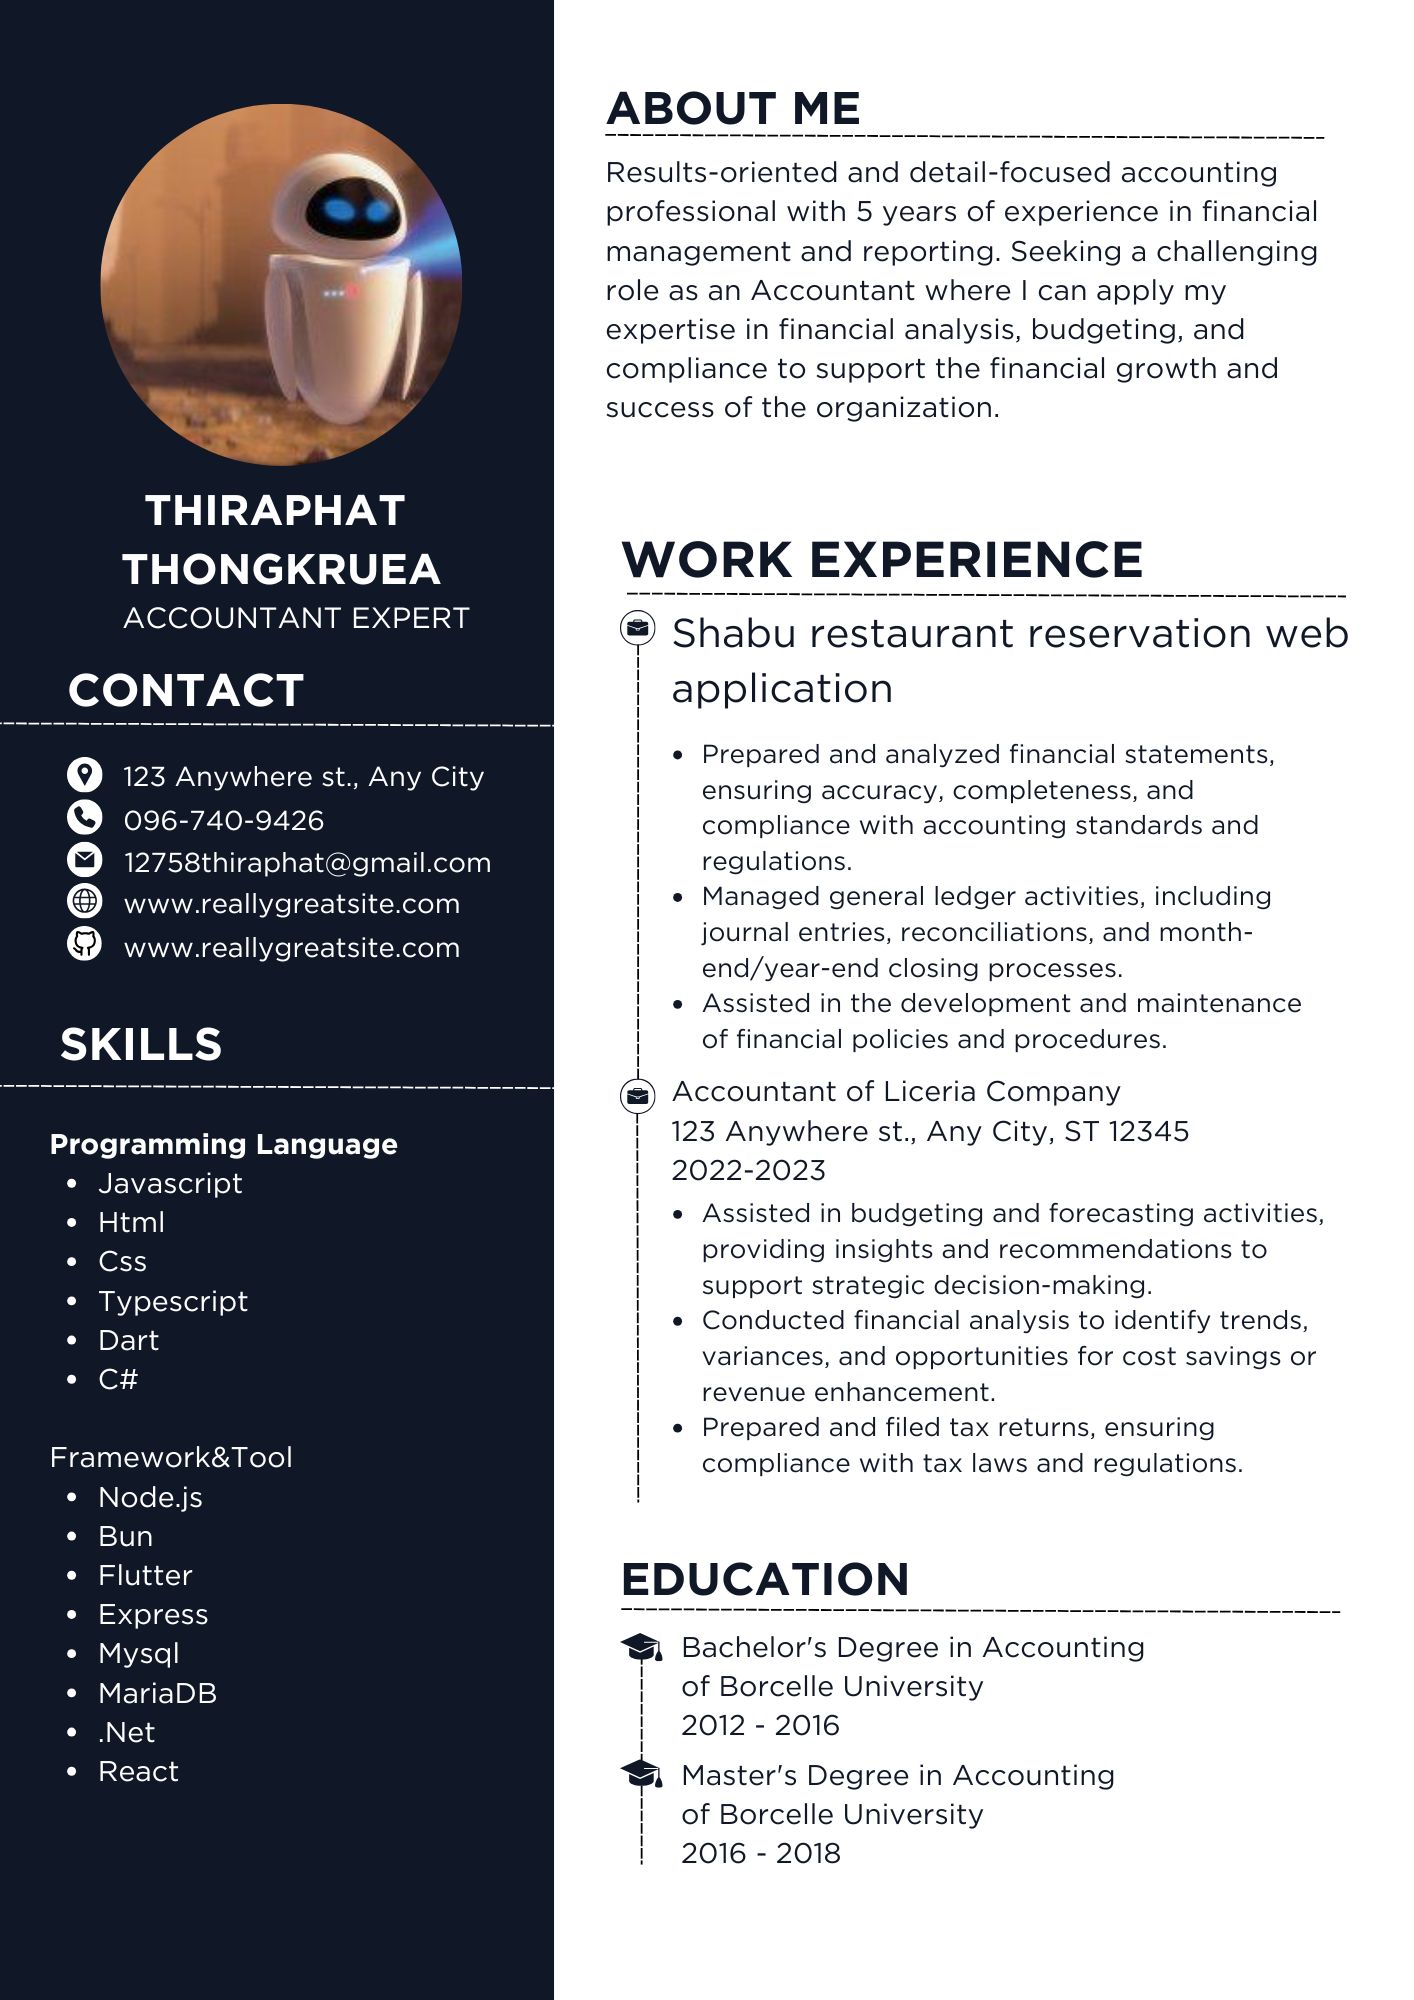 THIRAPHAT
THONGKRUEA
ACCOUNTANT EXPERT
CONTACT
123 Anywhere st., Any City
096-740-9426
12758thiraphat@gmail.com
www.reallygreatsite.com
www.reallygreatsite.com
SKILLS
Programming Language
• Javascript
• Html
• Css
• Typescript
• Dart
• C#
Framework&Tool
• Node.js
• Bun
• Flutter
• Express
• Mysql
• MariaDB
• .Net
• React
ABOUT ME
Results-oriented and detail-focused accounting
professional with 5 years of experience in financial
management and reporting. Seeking a challenging
role as an Accountant where I can apply my
expertise in financial analysis, budgeting, and
compliance to support the financial growth and
success of the organization.
WORK EXPERIENCE
Shabu restaurant reservation web
application
• Prepared and analyzed financial statements,
ensuring accuracy, completeness, and
compliance with accounting standards and
regulations.
• Managed general ledger activities, including
journal entries, reconciliations, and month-
end/year-end closing processes.
• Assisted in the development and maintenance
of financial policies and procedures.
Accountant of Liceria Company
123 Anywhere st., Any City, ST 12345
2022-2023
• Assisted in budgeting and forecasting activities,
providing insights and recommendations to
support strategic decision-making.
• Conducted financial analysis to identify trends,
variances, and opportunities for cost savings or
revenue enhancement.
• Prepared and filed tax returns, ensuring
compliance with tax laws and regulations.
EDUCATION
Bachelor's Degree in Accounting
of Borcelle University
2012 - 2016
Master's Degree in Accounting
of Borcelle University
2016 - 2018